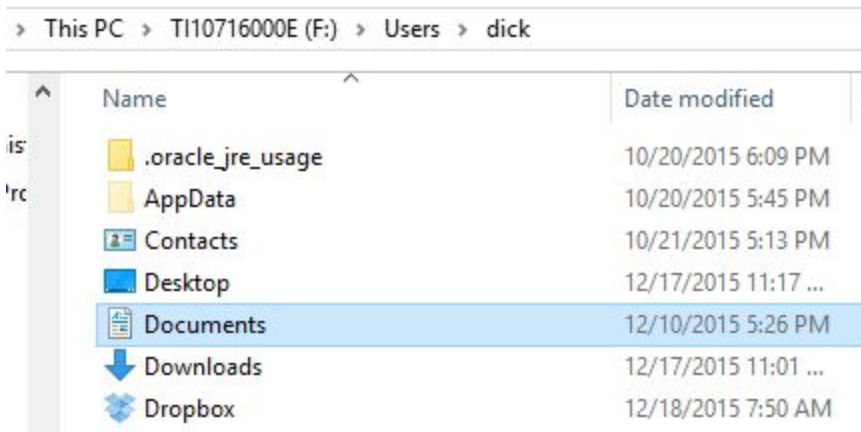 > This PC > TI10716000E (F:) > Users > dick
Name Date modified
.oracle_jre_usage 10/20/2015 6:09 PM
AppData 10/20/2015 5:45 PM
Contacts 10/21/2015 5:13 PM
Desktop 12/17/2015 11:17 ...
Documents 12/10/2015 5:26 PM
Downloads 12/17/2015 11:01 ...
Dropbox 12/18/2015 7:50 AM